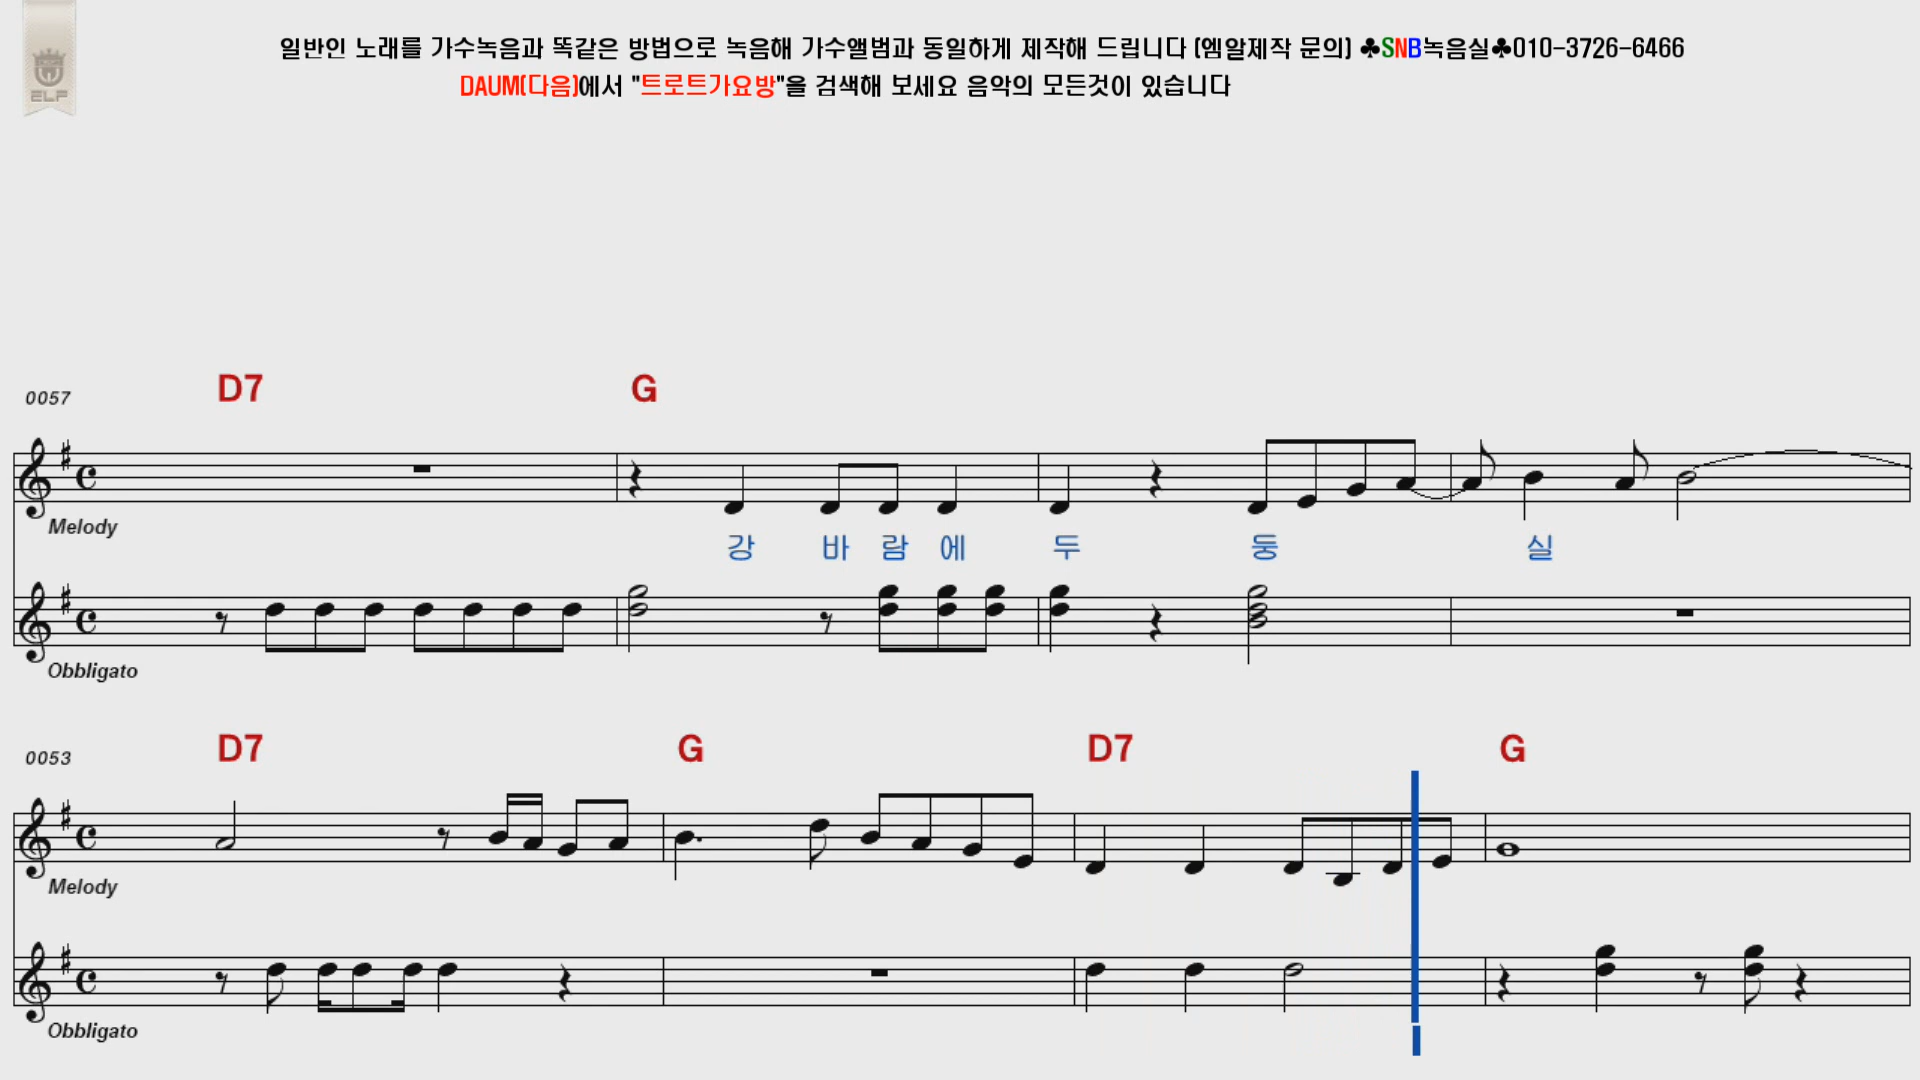 일반인 노래를 가수녹음과 똑같은 방법으로 녹음해 가수앨범과 동일하게 제작해 드립니다 (엠알제작 문의) ♣SNB녹음실♣010-3726-6466
DAUM(다음)에서 "트로트가요방"을 검색해 보세요 음악의 모든것이 있습니다
ELF
0057 D7 G
Melody
강 바 람 에 두 둥 실
Obbligato
0053 D7 G D7 G
Melody
Obbligato